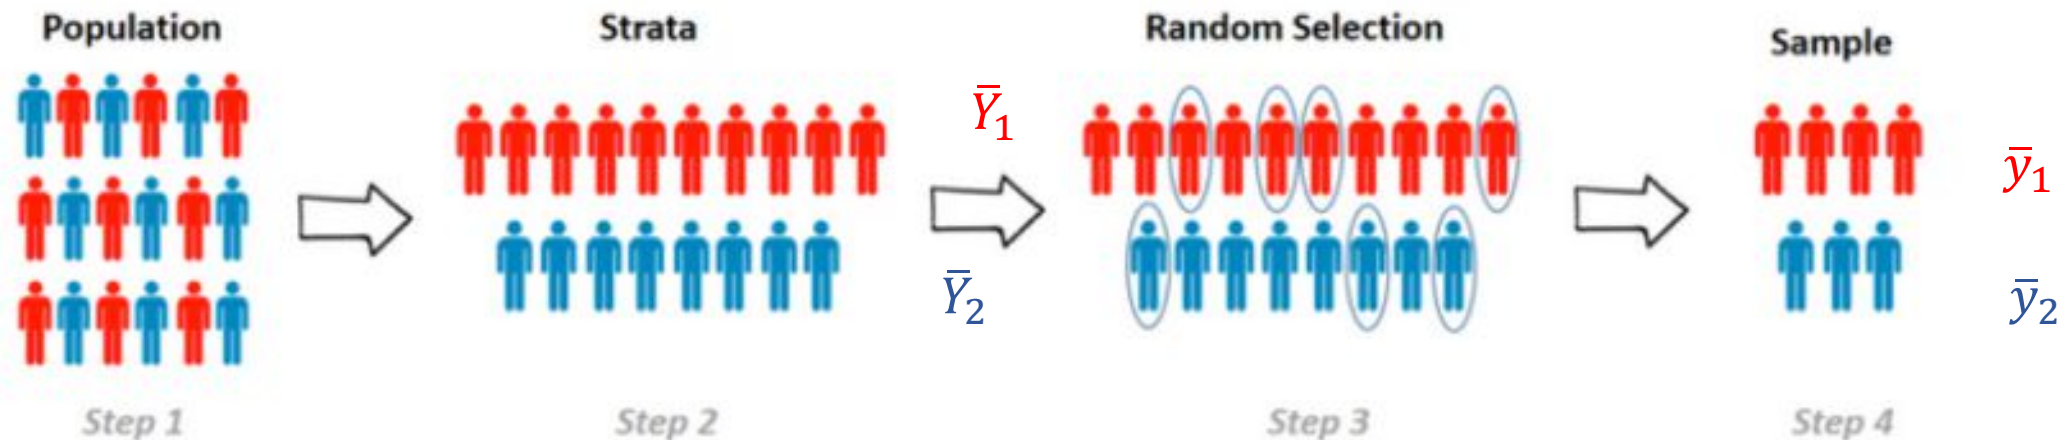 Population
Strata
Random Selection
Sample
Ȳ₁
ȳ₁
Ȳ₂
ȳ₂
Step 1
Step 2
Step 3
Step 4